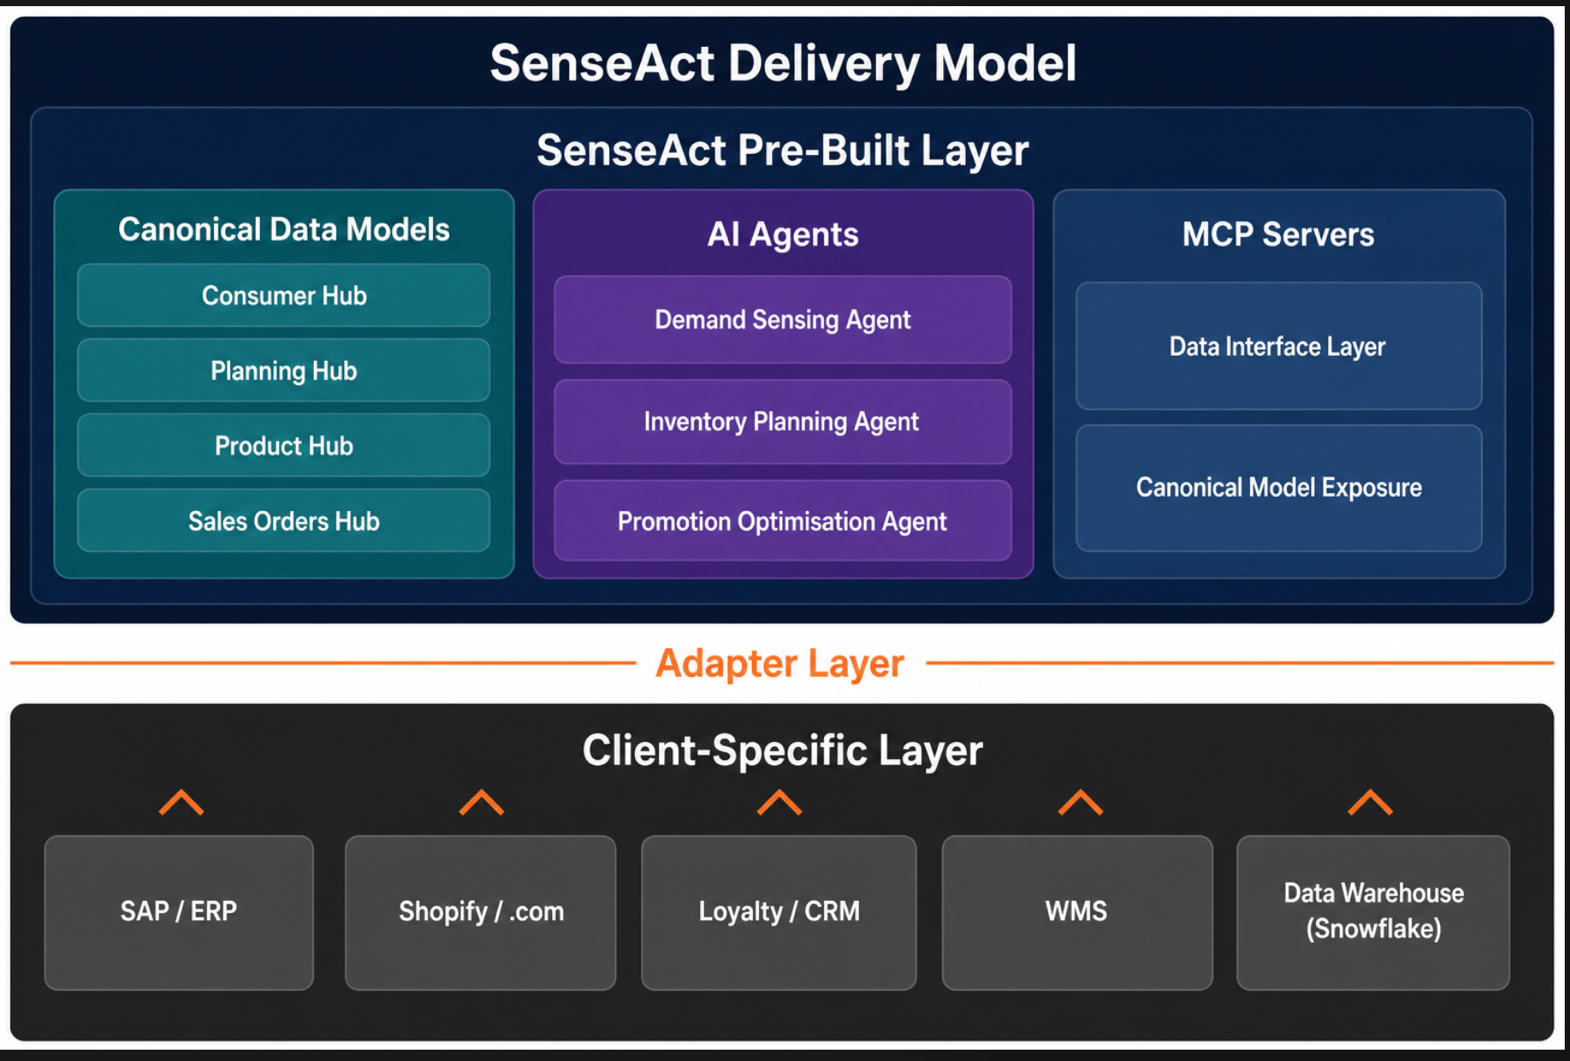 SenseAct Delivery Model
SenseAct Pre-Built Layer
Canonical Data Models
Consumer Hub
Planning Hub
Product Hub
Sales Orders Hub
AI Agents
Demand Sensing Agent
Inventory Planning Agent
Promotion Optimisation Agent
MCP Servers
Data Interface Layer
Canonical Model Exposure
Adapter Layer
Client-Specific Layer
SAP / ERP
Shopify / .com
Loyalty / CRM
WMS
Data Warehouse
(Snowflake)